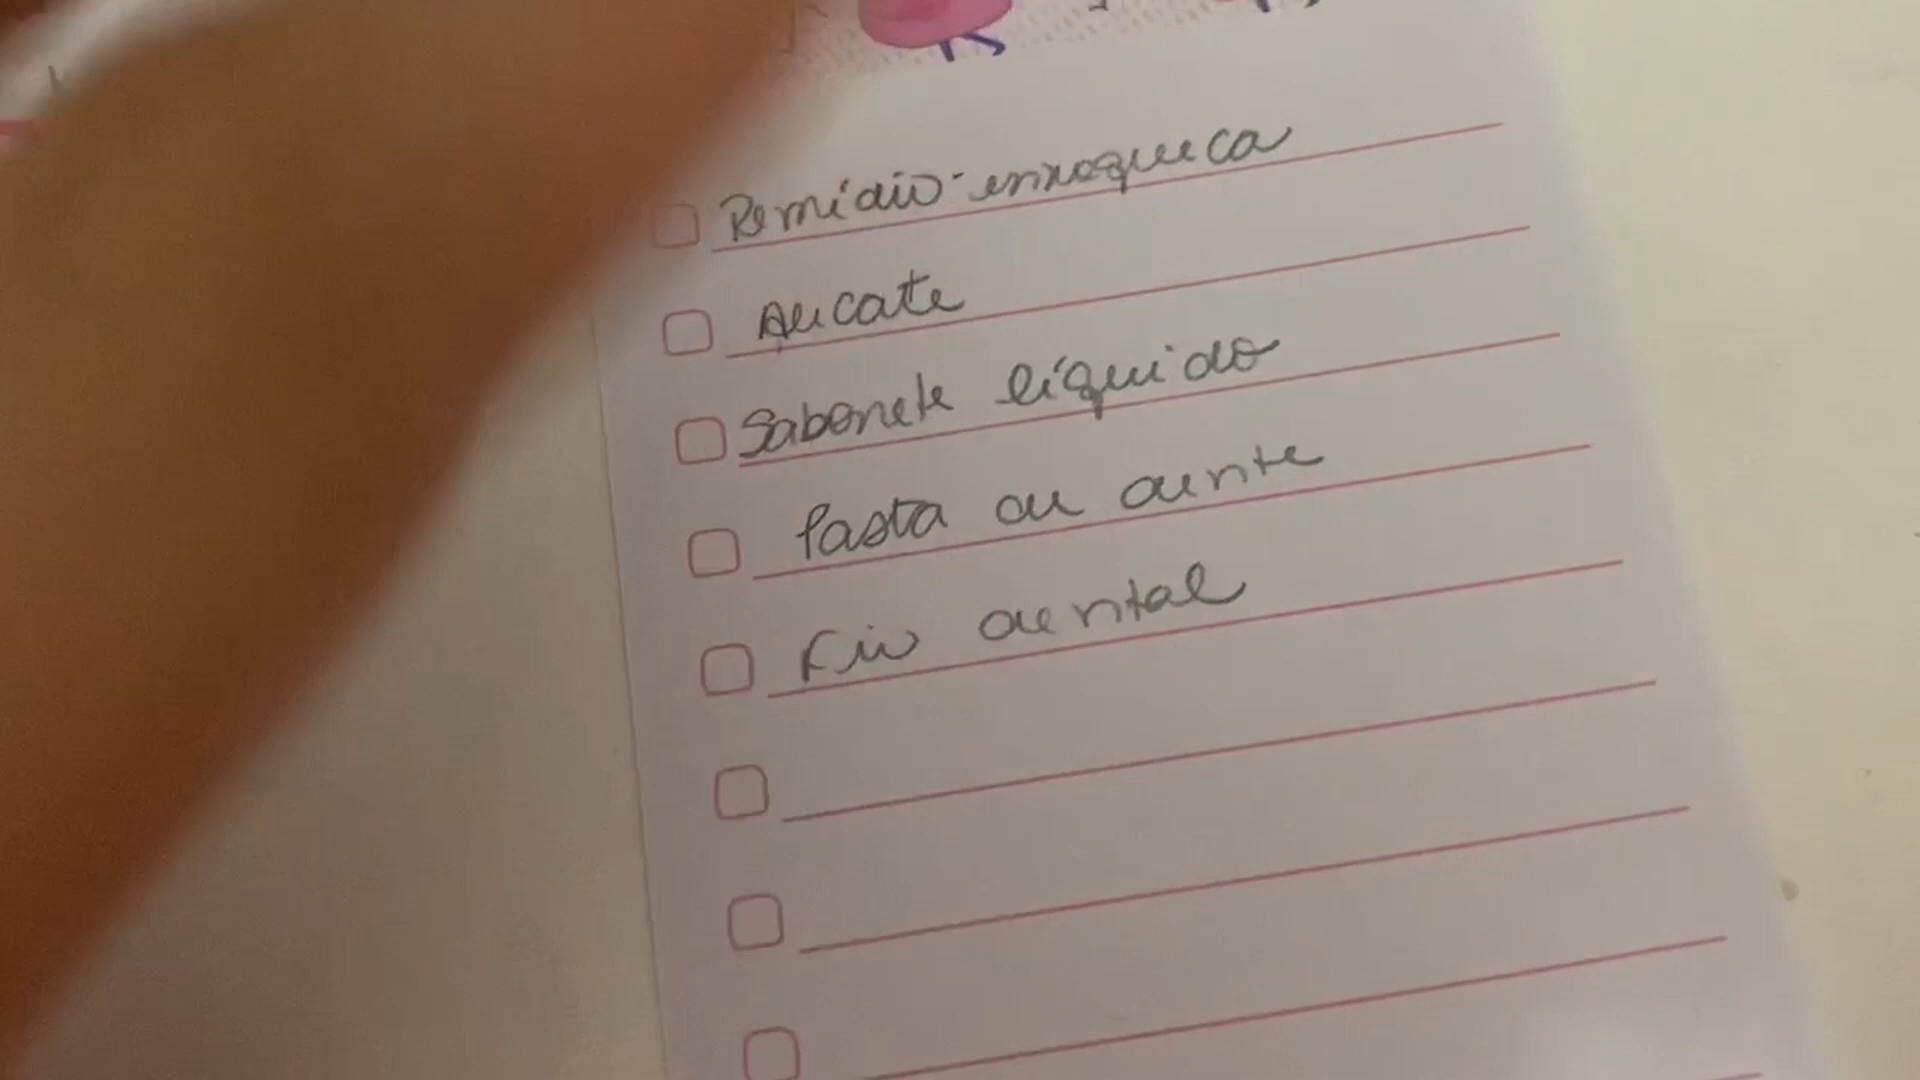 Remédio - enxaqueca
Alicate
Sabonete líquido
Pasta de dente
Fio dental